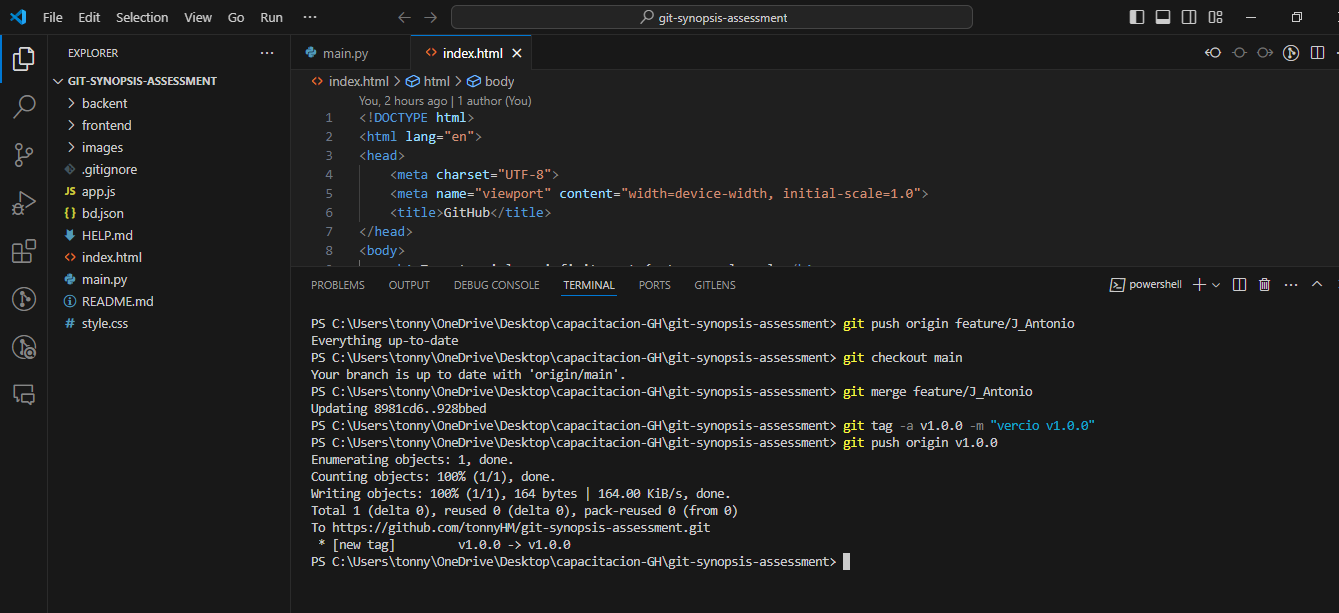 File Edit Selection View Go Run ··· git-synopsis-assessment
EXPLORER ···
GIT-SYNOPSIS-ASSESSMENT
backent
frontend
images
.gitignore
JS app.js
{} bd.json
HELP.md
<> index.html
main.py
README.md
# style.css
main.py <> index.html
<> index.html > html > body
You, 2 hours ago | 1 author (You)
1 <!DOCTYPE html>
2 <html lang="en">
3 <head>
4 <meta charset="UTF-8">
5 <meta name="viewport" content="width=device-width, initial-scale=1.0">
6 <title>GitHub</title>
7 </head>
8 <body>
PROBLEMS OUTPUT DEBUG CONSOLE TERMINAL PORTS GITLENS powershell
PS C:\Users\tonny\OneDrive\Desktop\capacitacion-GH\git-synopsis-assessment> git push origin feature/J_Antonio
Everything up-to-date
PS C:\Users\tonny\OneDrive\Desktop\capacitacion-GH\git-synopsis-assessment> git checkout main
Your branch is up to date with 'origin/main'.
PS C:\Users\tonny\OneDrive\Desktop\capacitacion-GH\git-synopsis-assessment> git merge feature/J_Antonio
Updating 8981cd6..928bbed
PS C:\Users\tonny\OneDrive\Desktop\capacitacion-GH\git-synopsis-assessment> git tag -a v1.0.0 -m "vercio v1.0.0"
PS C:\Users\tonny\OneDrive\Desktop\capacitacion-GH\git-synopsis-assessment> git push origin v1.0.0
Enumerating objects: 1, done.
Counting objects: 100% (1/1), done.
Writing objects: 100% (1/1), 164 bytes | 164.00 KiB/s, done.
Total 1 (delta 0), reused 0 (delta 0), pack-reused 0 (from 0)
To https://github.com/tonnyHM/git-synopsis-assessment.git
* [new tag] v1.0.0 -> v1.0.0
PS C:\Users\tonny\OneDrive\Desktop\capacitacion-GH\git-synopsis-assessment>